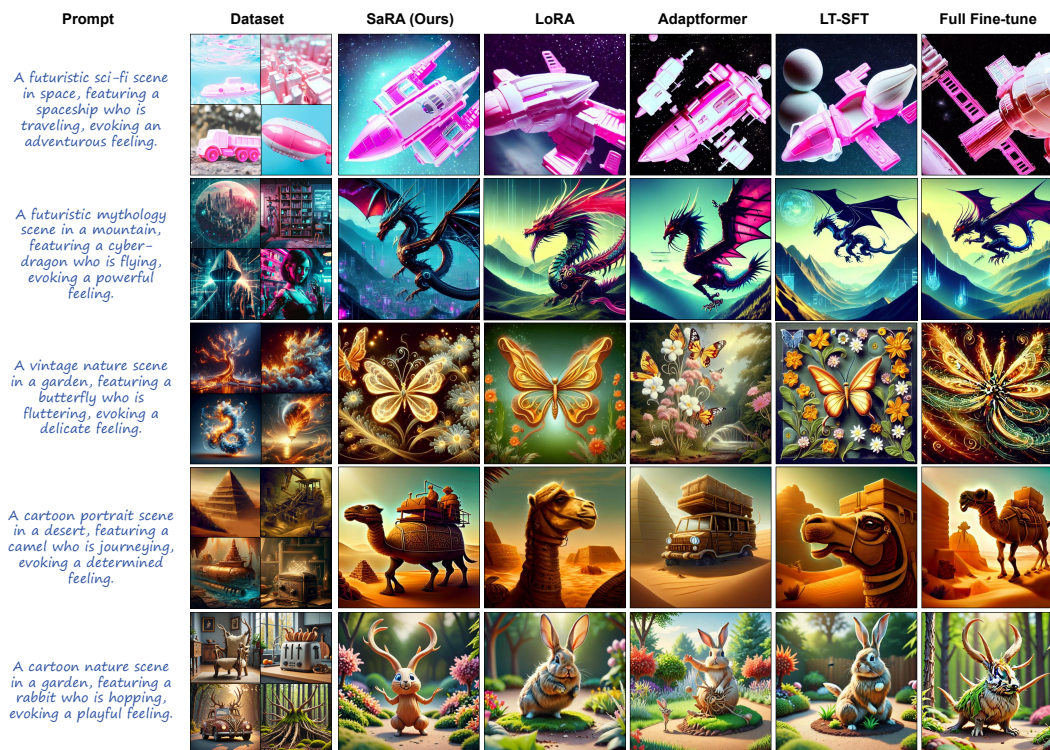 Prompt
Dataset
SaRA (Ours)
LoRA
Adaptformer
LT-SFT
Full Fine-tune
A futuristic sci-fi scene
in space, featuring a
spaceship who is
traveling, evoking an
adventurous feeling.
A futuristic mythology
scene in a mountain,
featuring a cyber-
dragon who is flying,
evoking a powerful
feeling.
A vintage nature scene
in a garden, featuring a
butterfly who is
fluttering, evoking a
delicate feeling.
A cartoon portrait scene
in a desert, featuring a
camel who is journeying,
evoking a determined
feeling.
A cartoon nature scene
in a garden, featuring a
rabbit who is hopping,
evoking a playful feeling.